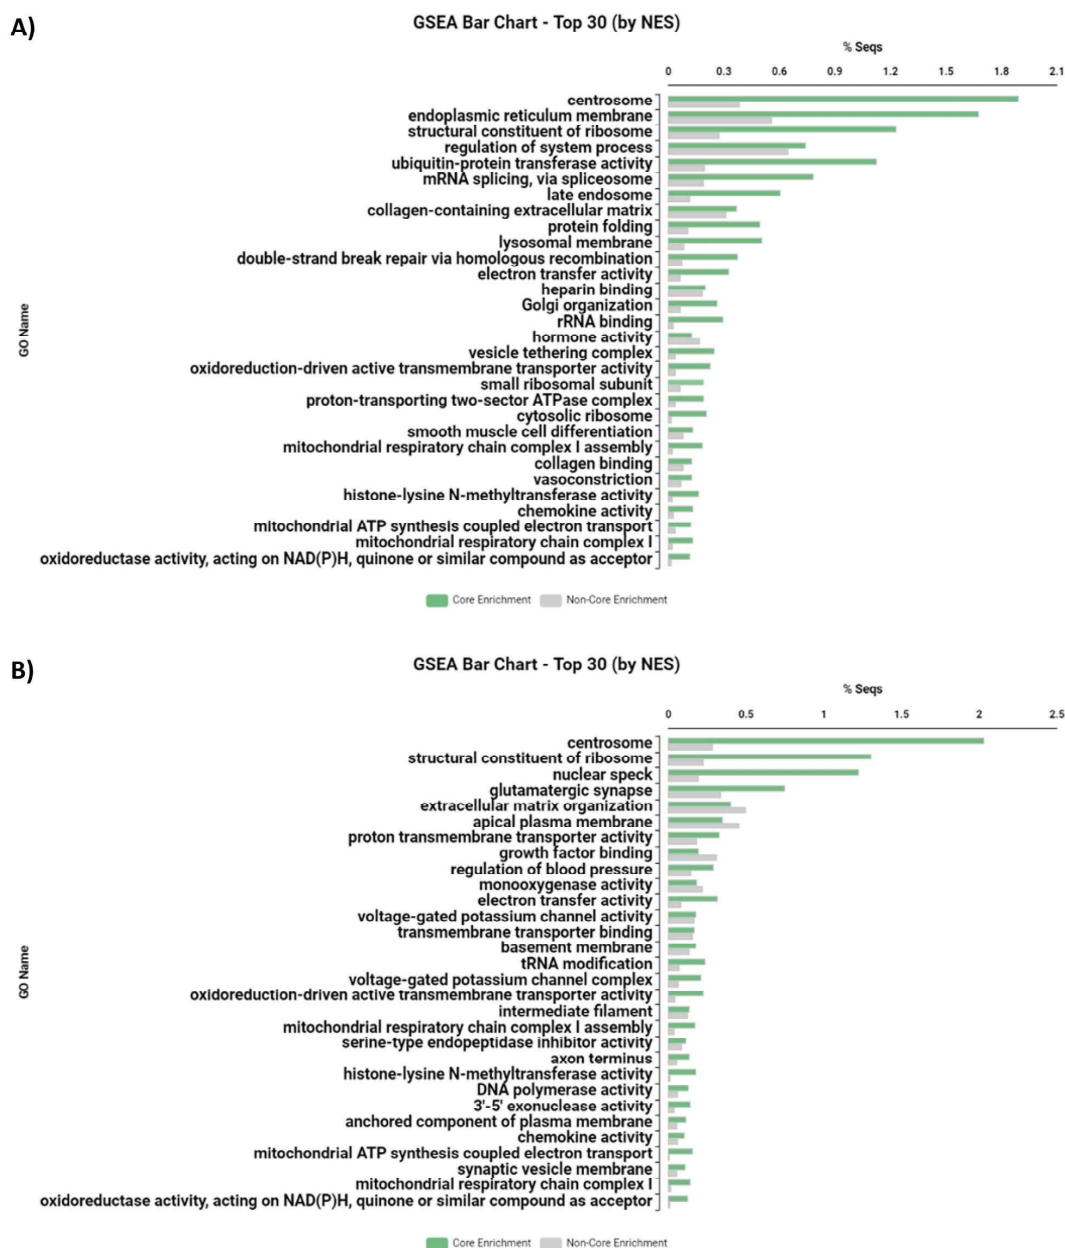 A)
GSEA Bar Chart - Top 30 (by NES)
% Seqs
0 0.3 0.6 0.9 1.2 1.5 1.8 2.1
centrosome
endoplasmic reticulum membrane
structural constituent of ribosome
regulation of system process
ubiquitin-protein transferase activity
mRNA splicing, via spliceosome
late endosome
collagen-containing extracellular matrix
protein folding
lysosomal membrane
double-strand break repair via homologous recombination
electron transfer activity
heparin binding
Golgi organization
rRNA binding
hormone activity
vesicle tethering complex
oxidoreduction-driven active transmembrane transporter activity
small ribosomal subunit
proton-transporting two-sector ATPase complex
cytosolic ribosome
smooth muscle cell differentiation
mitochondrial respiratory chain complex I assembly
collagen binding
vasoconstriction
histone-lysine N-methyltransferase activity
chemokine activity
mitochondrial ATP synthesis coupled electron transport
mitochondrial respiratory chain complex I
oxidoreductase activity, acting on NAD(P)H, quinone or similar compound as acceptor
GO Name
Core Enrichment Non-Core Enrichment
B)
GSEA Bar Chart - Top 30 (by NES)
% Seqs
0 0.5 1 1.5 2 2.5
centrosome
structural constituent of ribosome
nuclear speck
glutamatergic synapse
extracellular matrix organization
apical plasma membrane
proton transmembrane transporter activity
growth factor binding
regulation of blood pressure
monooxygenase activity
electron transfer activity
voltage-gated potassium channel activity
transmembrane transporter binding
basement membrane
tRNA modification
voltage-gated potassium channel complex
oxidoreduction-driven active transmembrane transporter activity
intermediate filament
mitochondrial respiratory chain complex I assembly
serine-type endopeptidase inhibitor activity
axon terminus
histone-lysine N-methyltransferase activity
DNA polymerase activity
3'-5' exonuclease activity
anchored component of plasma membrane
chemokine activity
mitochondrial ATP synthesis coupled electron transport
synaptic vesicle membrane
mitochondrial respiratory chain complex I
oxidoreductase activity, acting on NAD(P)H, quinone or similar compound as acceptor
GO Name
Core Enrichment Non-Core Enrichment